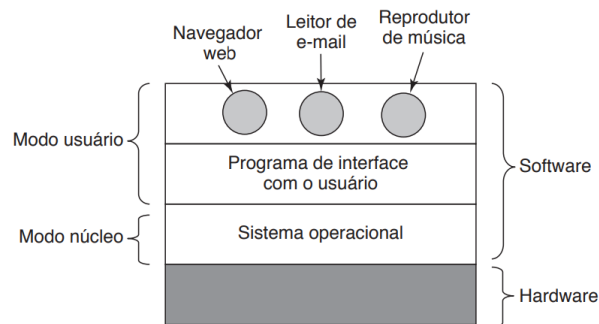 Navegador
web
Leitor de
e-mail
Reprodutor
de música
Modo usuário
Programa de interface
com o usuário
Software
Modo núcleo
Sistema operacional
Hardware